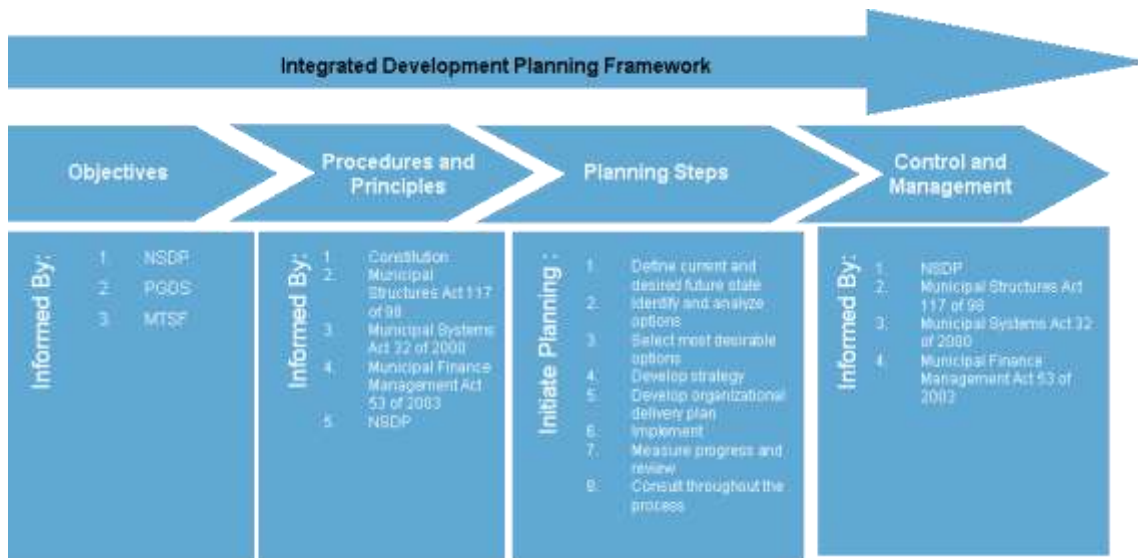 Integrated Development Planning Framework
Objectives
Procedures and
Principles
Planning Steps
Control and
Management
Informed By:
1. NSDP
2. PGDS
3. MTSF
Informed By:
1 Constitution
2. Municipal
Structures Act 117
of 98
3. Municipal Systems
Act 32 of 2000
4. Municipal Finance
Management Act
53 of 2003
5. NSDP
Initiate Planning :
1. Define current and
desired future state
2. Identify and analyze
options
3. Select most desirable
options
4. Develop strategy
5. Develop organizational
delivery plan
6. Implement
7. Measure progress and
review
8. Consult throughout the
process
Informed By:
1. NSDP
2. Municipal Structures Act
117 of 98
3. Municipal Systems Act 32
of 2000
4. Municipal Finance
Management Act 53 of
2003